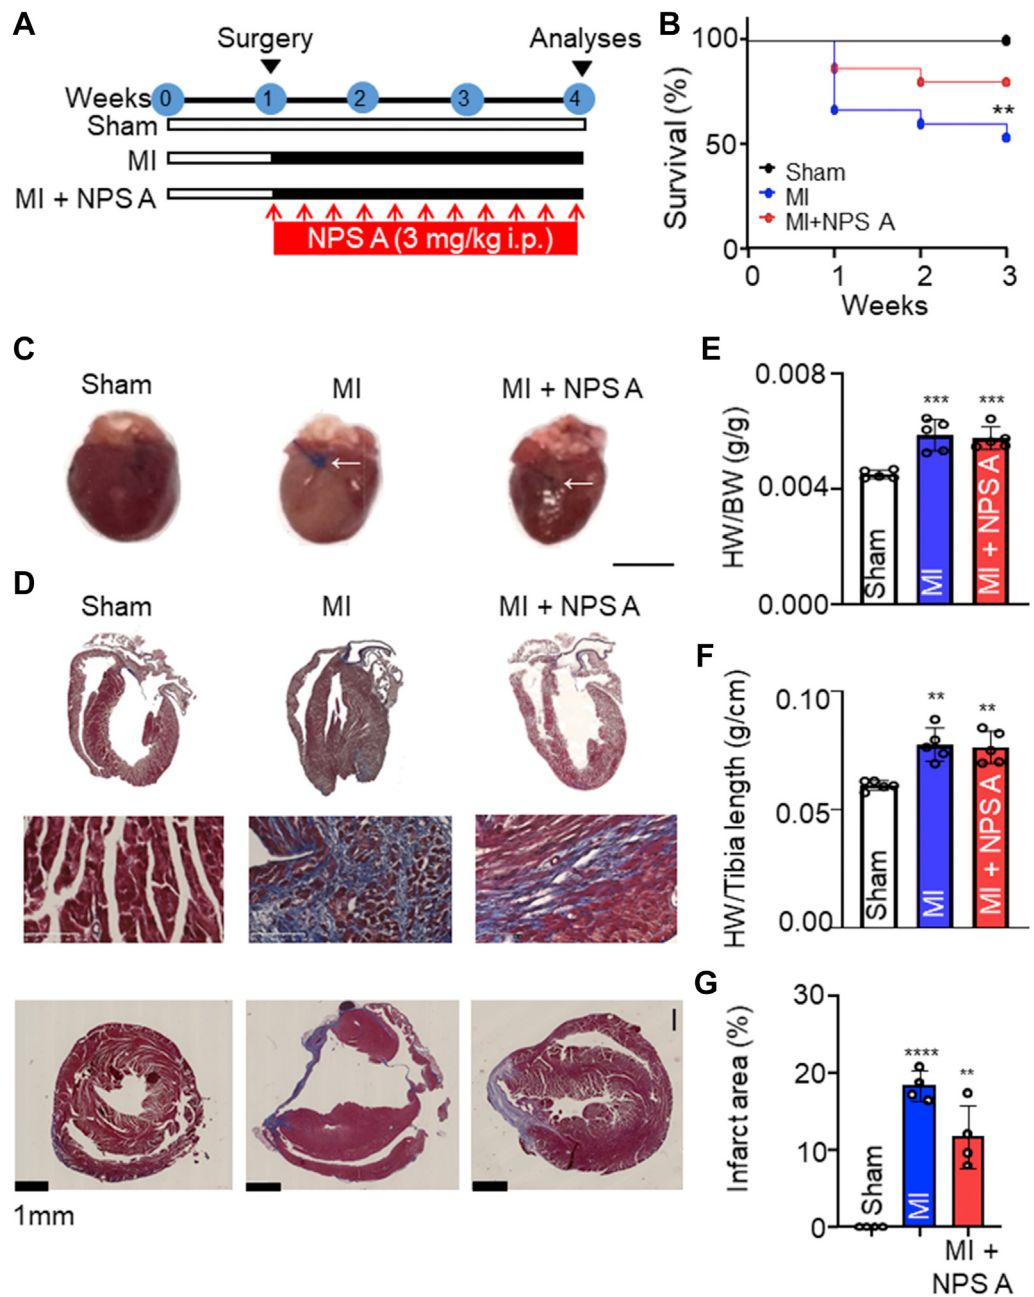 A
Surgery
Analyses
Weeks 0 1 2 3 4
Sham
MI
MI + NPS A
NPS A (3 mg/kg i.p.)
B
Survival (%)
100
50
0
**
Sham
MI
MI+NPS A
0 1 2 3
Weeks
C
Sham MI MI + NPS A
D
Sham MI MI + NPS A
1mm
E
HW/BW (g/g)
0.008
0.004
0.000
*** ***
Sham
MI
MI + NPS A
F
HW/Tibia length (g/cm)
0.10
0.05
0.00
** **
Sham
MI
MI + NPS A
G
Infarct area (%)
30
20
10
0
**** **
Sham
MI
MI +
NPS A